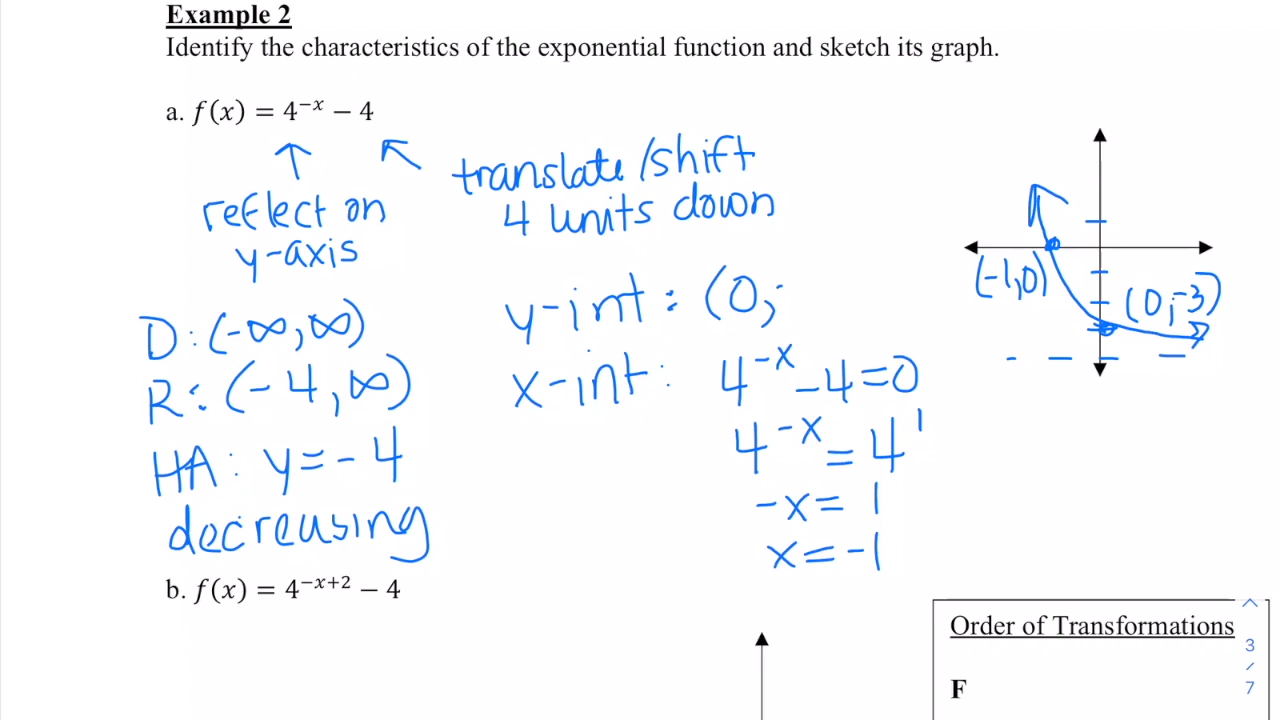 Example 2
Identify the characteristics of the exponential function and sketch its graph.
a. f(x) = 4⁻ˣ − 4
reflect on
y-axis
translate/shift
4 units down
D: (-∞,∞)
R: (-4,∞)
HA: y=-4
decreasing
y-int: (0,
x-int: 4⁻ˣ-4=0
4⁻ˣ=4¹
-x=1
x=-1
(-1,0)
(0,-3)
b. f(x) = 4⁻ˣ⁺² − 4
Order of Transformations
F
3
/
7